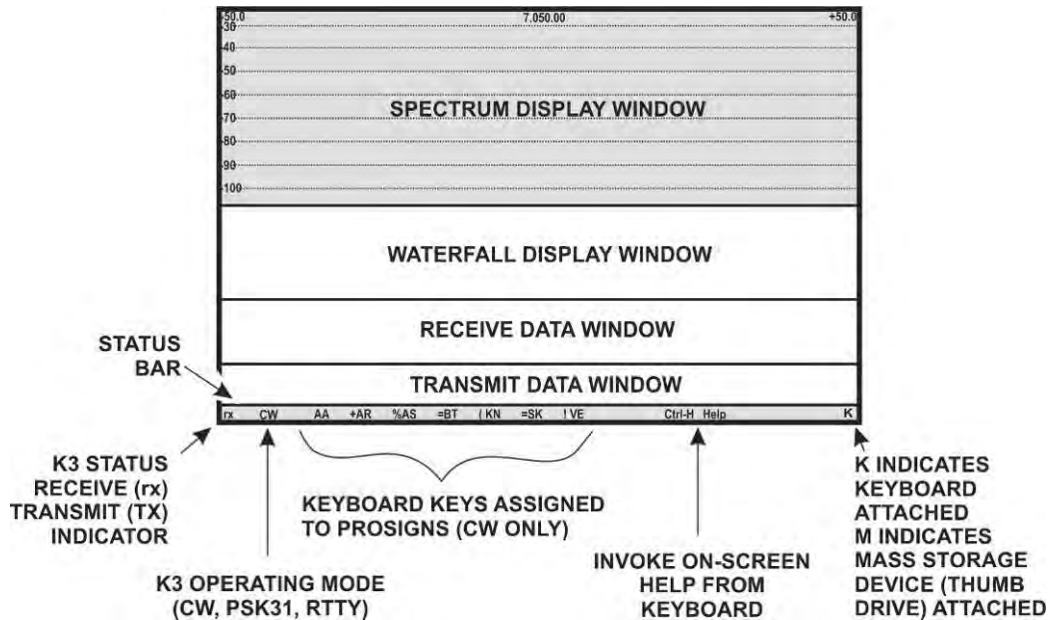 -50.0 7,050.00 +50.0
-30
-40
-50
-60
-70
-80
-90
-100
SPECTRUM DISPLAY WINDOW
WATERFALL DISPLAY WINDOW
RECEIVE DATA WINDOW
TRANSMIT DATA WINDOW
STATUS
BAR
rx CW AA +AR %AS =BT ( KN =SK ! VE Ctrl-H Help K
K3 STATUS
RECEIVE (rx)
TRANSMIT (TX)
INDICATOR
K3 OPERATING MODE
(CW, PSK31, RTTY)
KEYBOARD KEYS ASSIGNED
TO PROSIGNS (CW ONLY)
INVOKE ON-SCREEN
HELP FROM
KEYBOARD
K INDICATES
KEYBOARD
ATTACHED
M INDICATES
MASS STORAGE
DEVICE (THUMB
DRIVE) ATTACHED